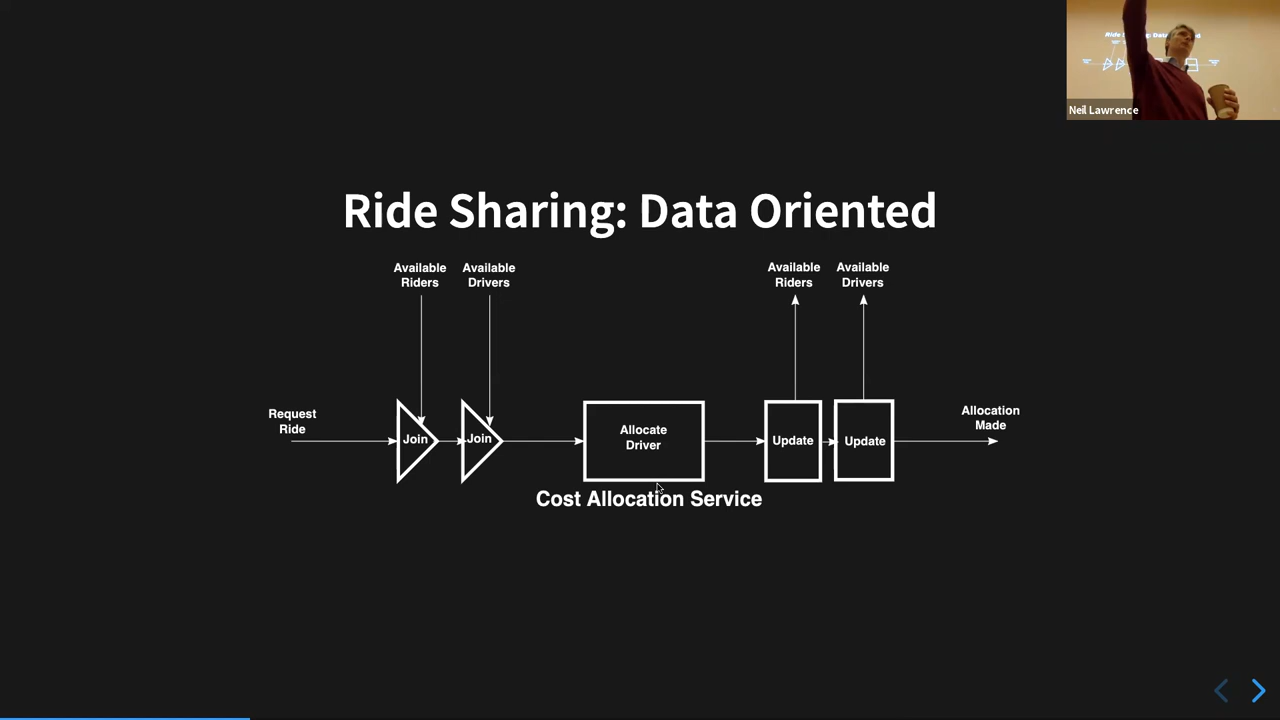 Neil Lawrence
Ride Sharing: Data Oriented
Available
Riders
Available
Drivers
Available
Riders
Available
Drivers
Request
Ride
Join
Join
Allocate
Driver
Update
Update
Allocation
Made
Cost Allocation Service